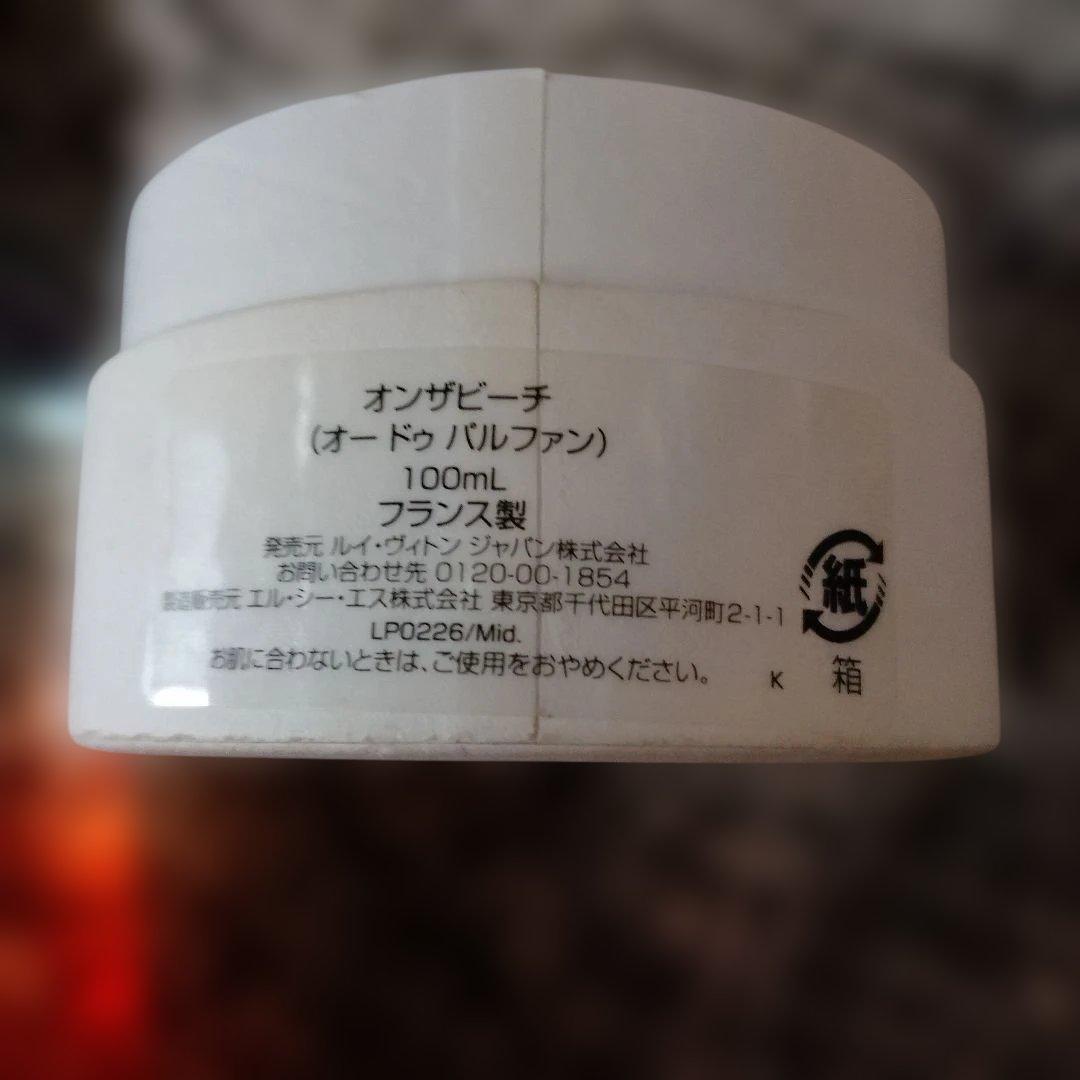 オンザビーチ
(オー ドゥ パルファン)
100mL
フランス製
発売元 ルイ・ヴィトン ジャパン株式会社
お問い合わせ先 0120-00-1854
製造販売元 エル・シー・エス株式会社 東京都千代田区平河町2-1-1
LP0226/Mid.
お肌に合わないときは、ご使用をおやめください。
K
紙
箱